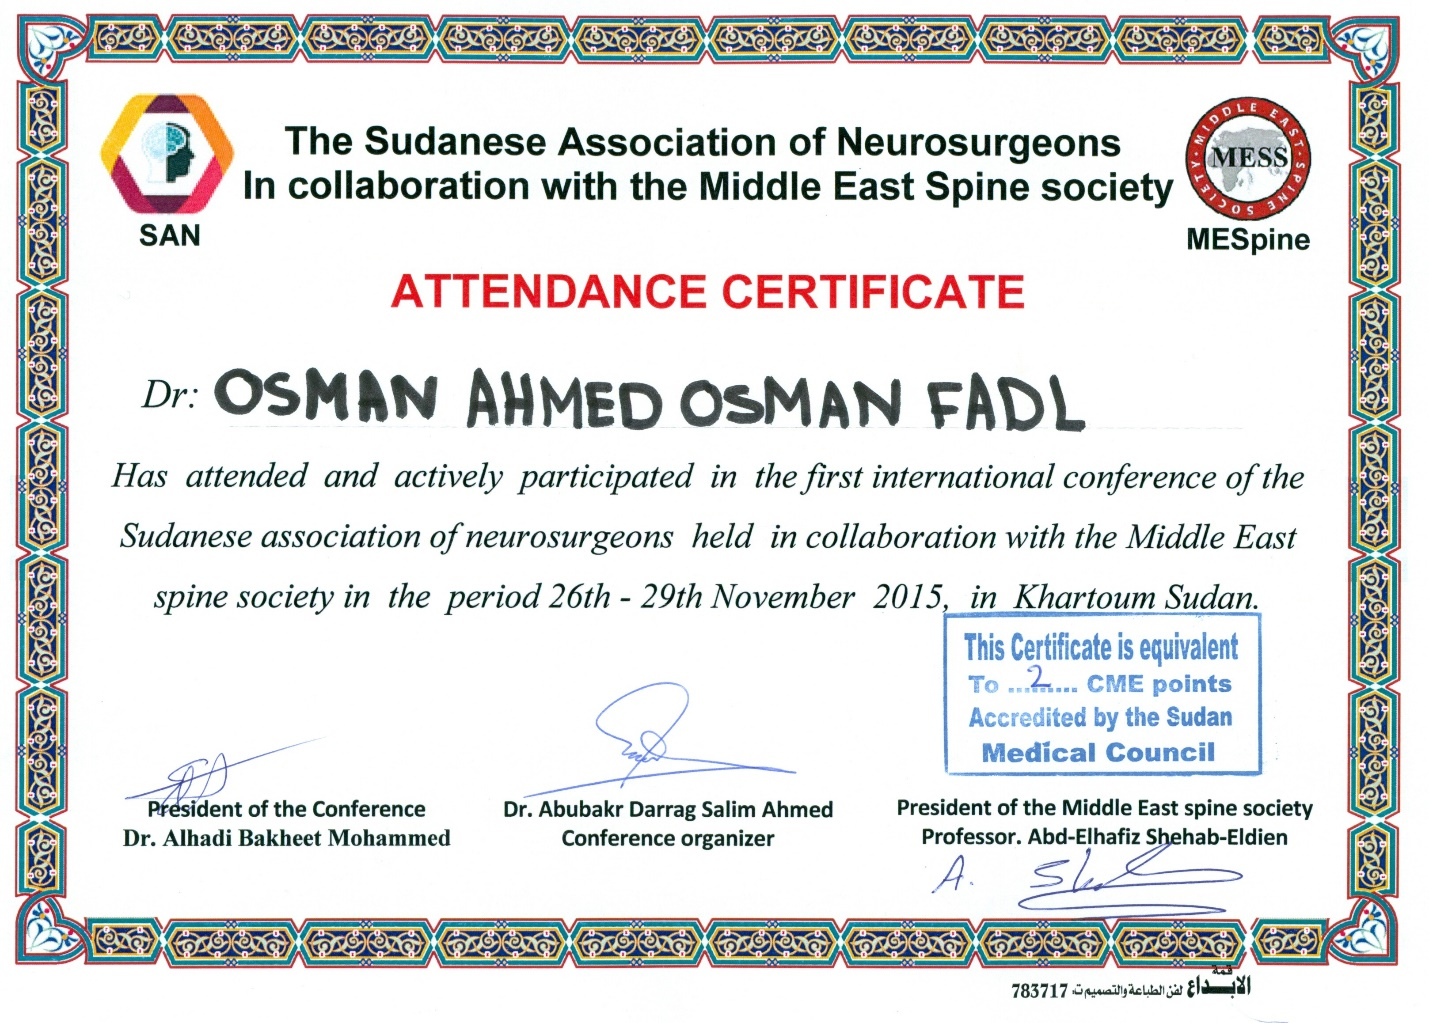 The Sudanese Association of Neurosurgeons
In collaboration with the Middle East Spine society
SAN
MIDDLE EAST · SPINE SOCIETY ·
MESS
MESpine
ATTENDANCE CERTIFICATE
Dr: OSMAN AHMED OSMAN FADL
Has attended and actively participated in the first international conference of the
Sudanese association of neurosurgeons held in collaboration with the Middle East
spine society in the period 26th - 29th November 2015, in Khartoum Sudan.
This Certificate is equivalent
To ...2... CME points
Accredited by the Sudan
Medical Council
President of the Conference
Dr. Alhadi Bakheet Mohammed
Dr. Abubakr Darrag Salim Ahmed
Conference organizer
President of the Middle East spine society
Professor. Abd-Elhafiz Shehab-Eldien
A.
قمة
الابداع لفن الطباعة والتصميم ت: 783717